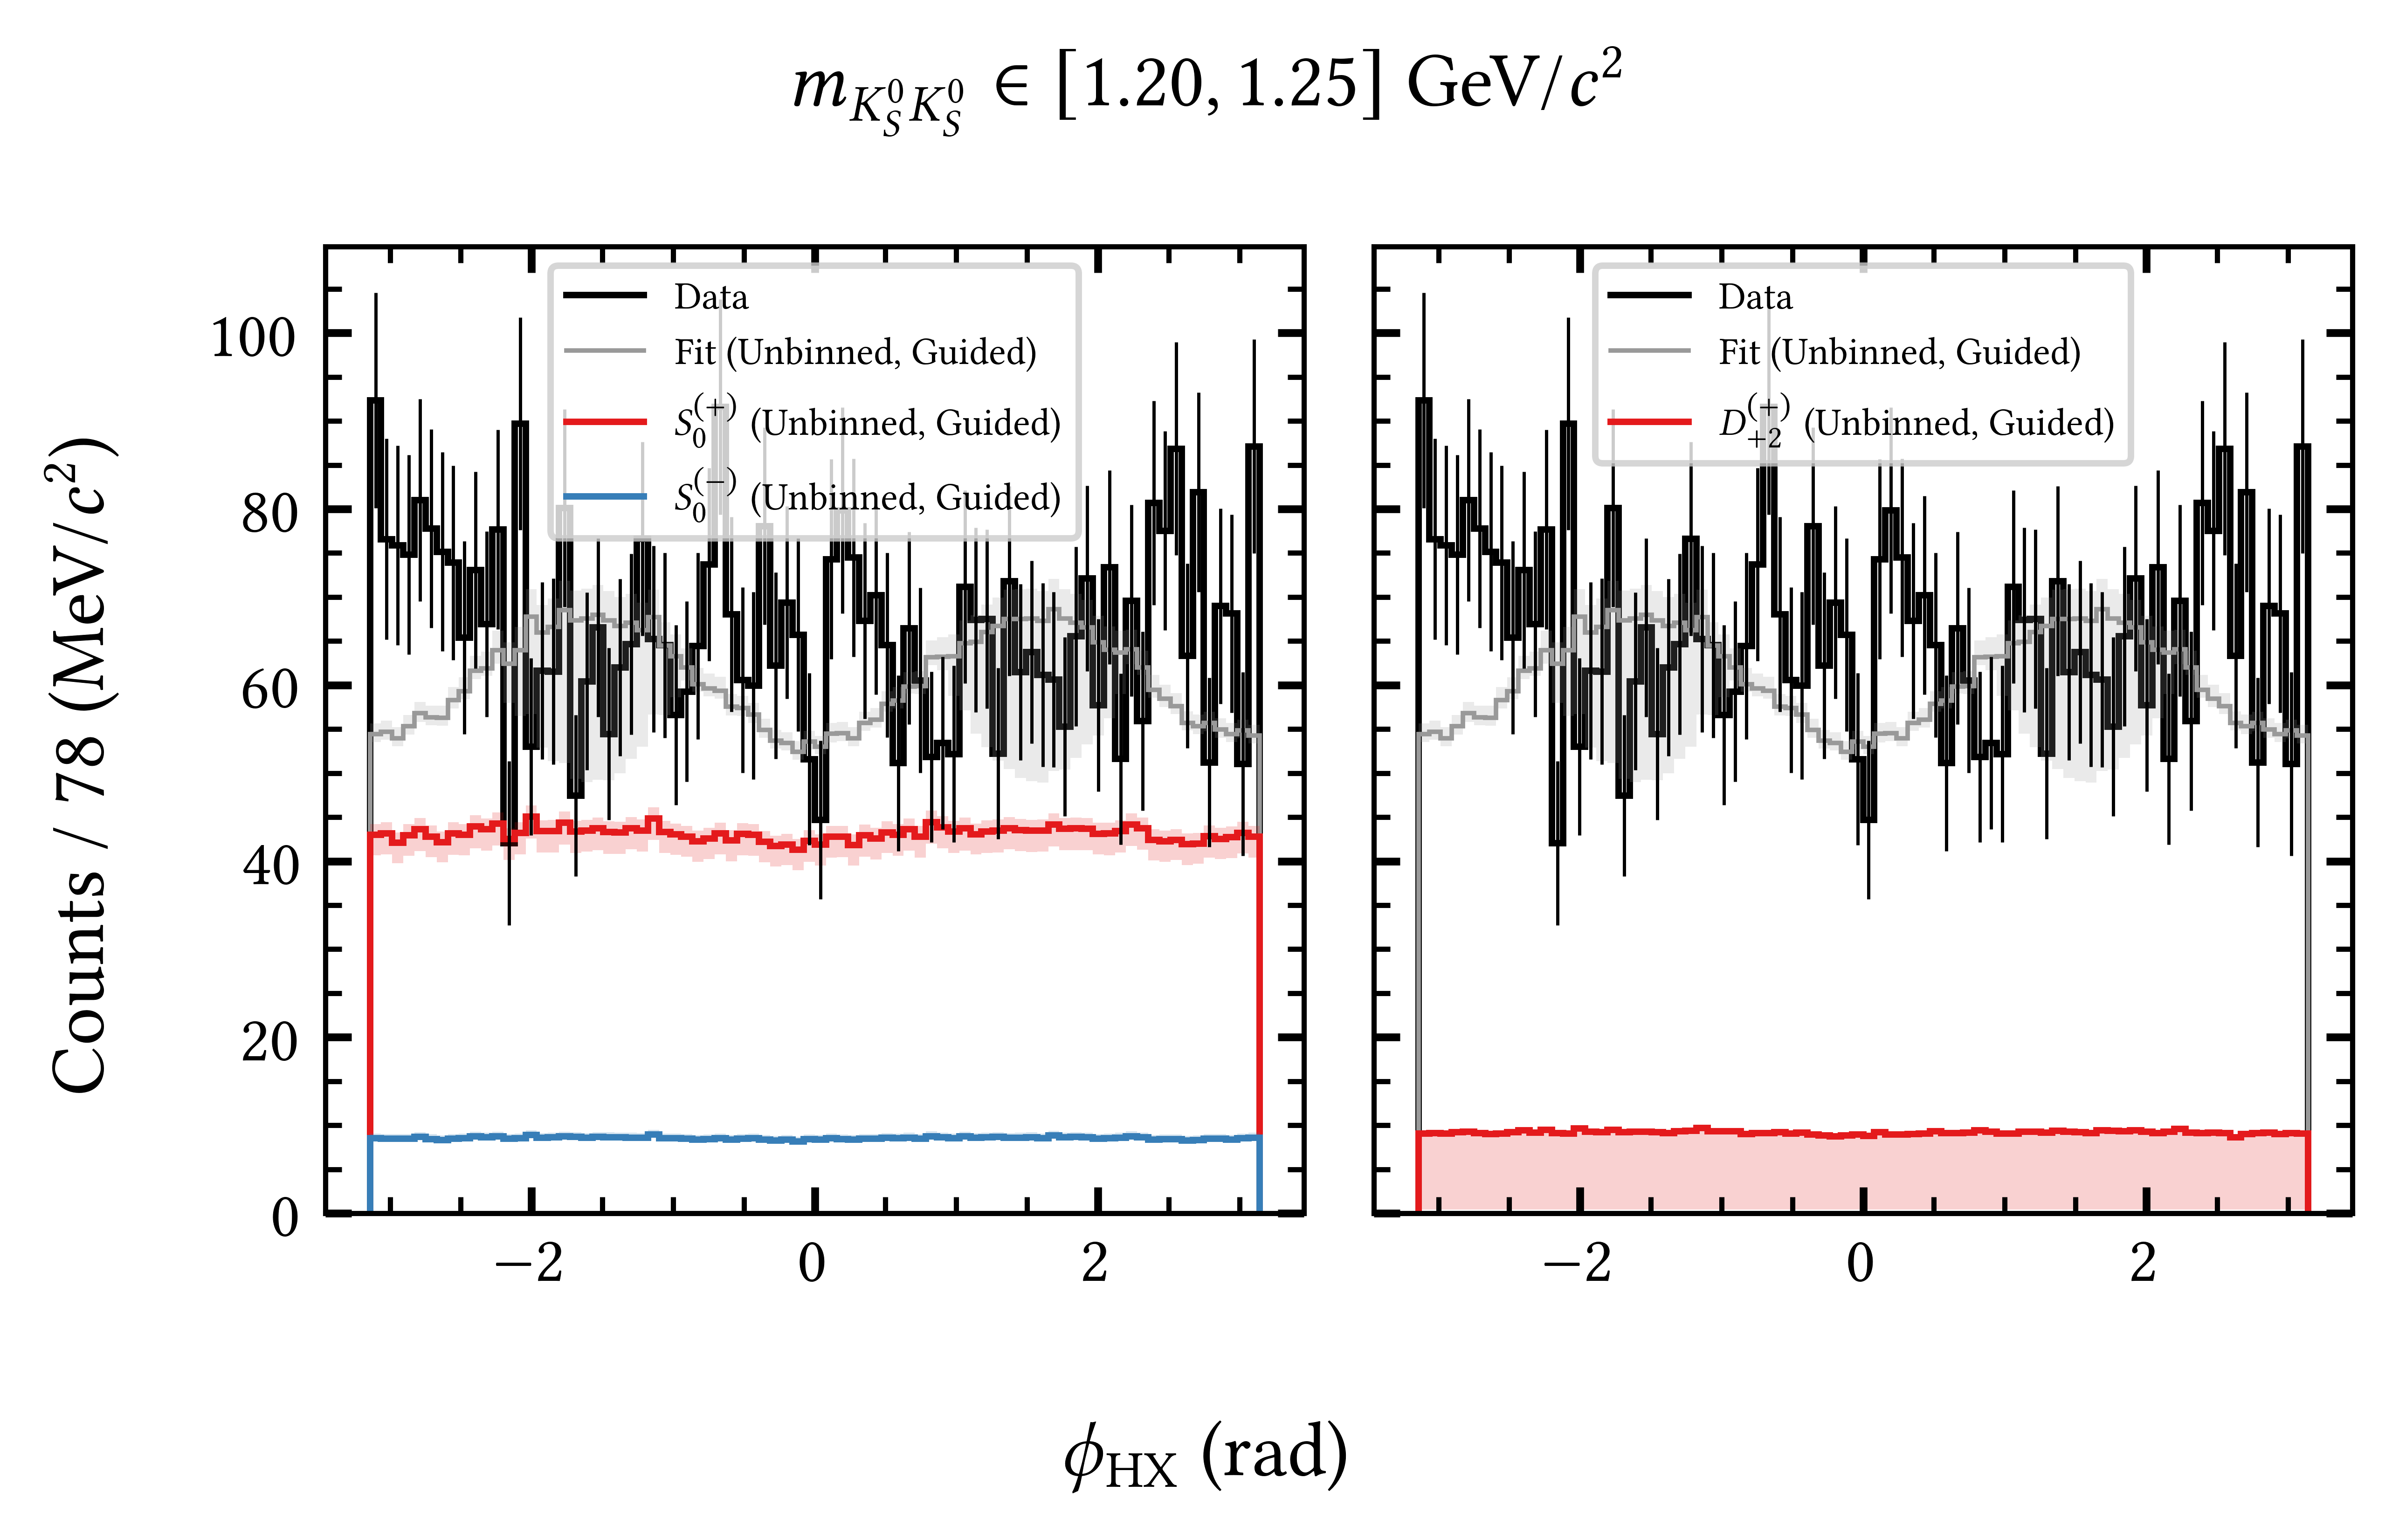 m_{K_S^0 K_S^0} ∈ [1.20, 1.25] GeV/c²
Counts / 78 (MeV/c²)
100
80
60
40
20
0
Data
Fit (Unbinned, Guided)
S_0^{(+)} (Unbinned, Guided)
S_0^{(−)} (Unbinned, Guided)
Data
Fit (Unbinned, Guided)
D_{+2}^{(+)} (Unbinned, Guided)
−2 0 2
−2 0 2
ϕ_{HX} (rad)